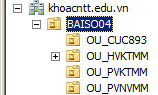 khoacntt.edu.vn
BAISO04
OU_CUC893
OU_HVKTMM
OU_PVKTMM
OU_PVNVMM